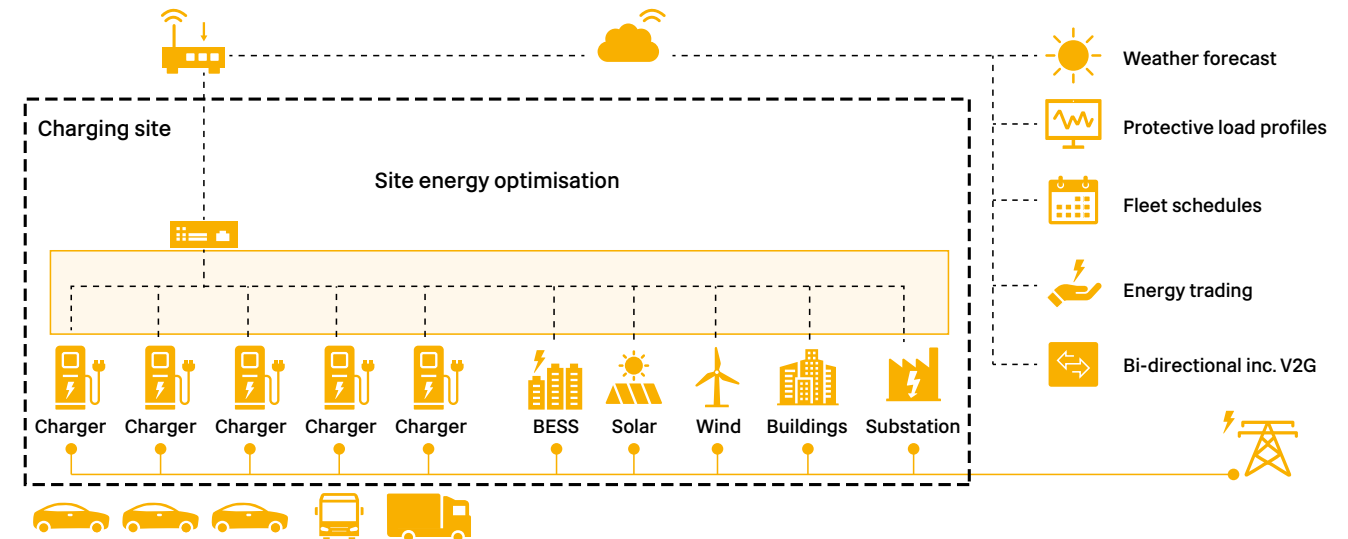 Weather forecast
Charging site
Protective load profiles
Site energy optimisation
Fleet schedules
Energy trading
Bi-directional inc. V2G
Charger Charger Charger Charger Charger BESS Solar Wind Buildings Substation